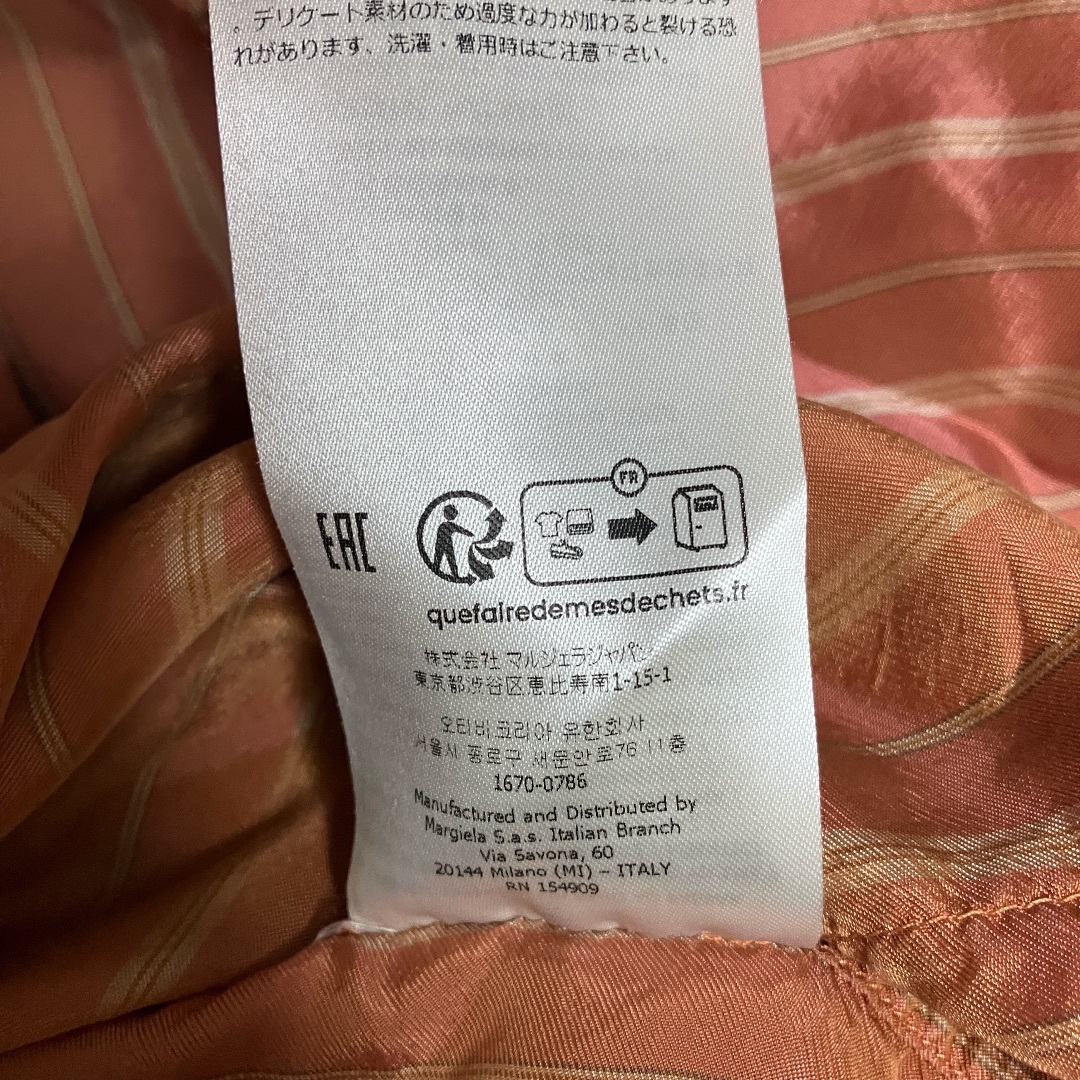 。デリケート素材のため過度な力が加わると裂ける恐
れがあります、洗濯・着用時はご注意下さい。
FR
EAC
quefairedemesdechets.fr
株式会社 マルジェラジャパン
東京都渋谷区恵比寿南1-15-1
오티비 코리아 유한회사
서울시 종로구 새문안로76 11층
1670-0786
Manufactured and Distributed by
Margiela S.a.s. Italian Branch
Via Savona, 60
20144 Milano (MI) – ITALY
RN 154909